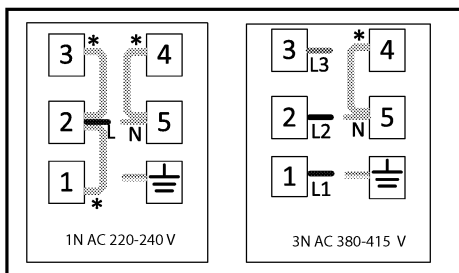 3 * * 4
2 L N 5
1 *
1N AC 220-240 V
3 L3 * 4
2 L2 N 5
1 L1
3N AC 380-415 V